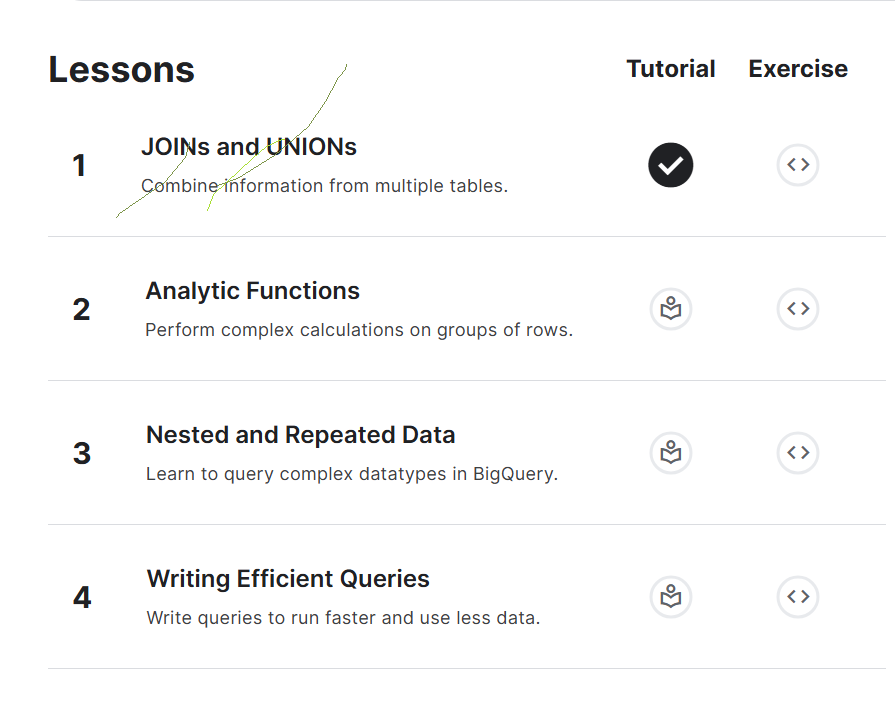 Lessons Tutorial Exercise
1 JOINs and UNIONs
Combine information from multiple tables.
2 Analytic Functions
Perform complex calculations on groups of rows.
3 Nested and Repeated Data
Learn to query complex datatypes in BigQuery.
4 Writing Efficient Queries
Write queries to run faster and use less data.